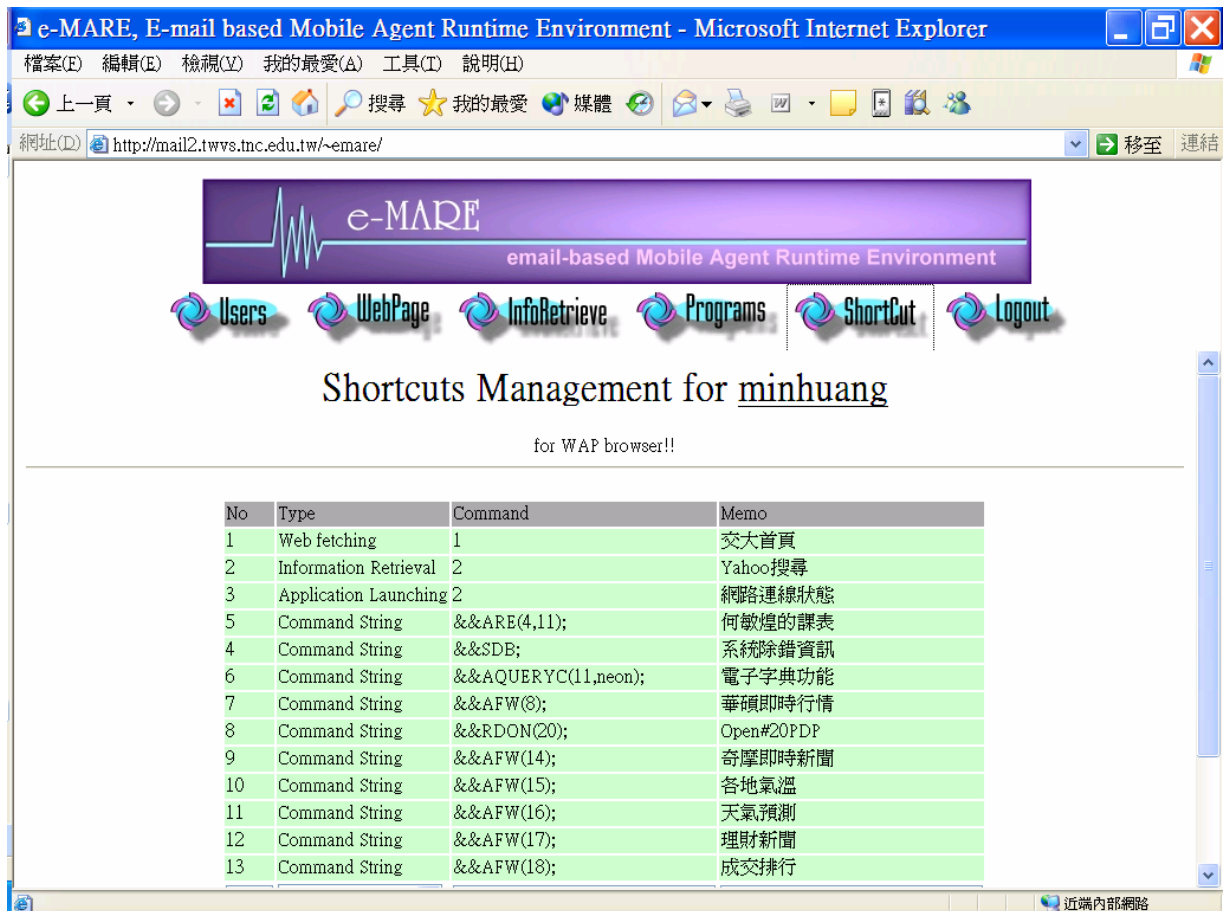 e-MARE, E-mail based Mobile Agent Runtime Environment - Microsoft Internet Explorer
檔案(F) 編輯(E) 檢視(V) 我的最愛(A) 工具(T) 說明(H)
上一頁 搜尋 我的最愛 媒體
網址(D) http://mail2.twvs.tnc.edu.tw/~emare/ 移至 連結
e-MARE
email-based Mobile Agent Runtime Environment
Users WebPage InfoRetrieve Programs ShortCut Logout
Shortcuts Management for minhuang
for WAP browser!!
No Type Command Memo
1 Web fetching 1 交大首頁
2 Information Retrieval 2 Yahoo搜尋
3 Application Launching 2 網路連線狀態
5 Command String &&ARE(4,11); 何敏煌的課表
4 Command String &&SDB; 系統除錯資訊
6 Command String &&AQUERYC(11,neon); 電子字典功能
7 Command String &&AFW(8); 華碩即時行情
8 Command String &&RDON(20); Open#20PDP
9 Command String &&AFW(14); 奇摩即時新聞
10 Command String &&AFW(15); 各地氣溫
11 Command String &&AFW(16); 天氣預測
12 Command String &&AFW(17); 理財新聞
13 Command String &&AFW(18); 成交排行
近端內部網路